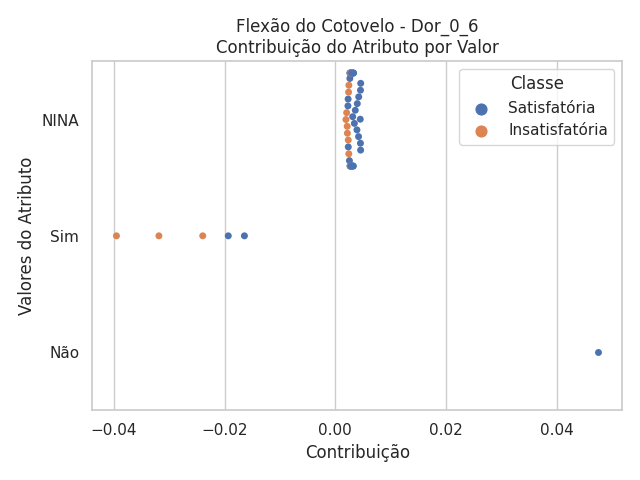 Flexão do Cotovelo - Dor_0_6
Contribuição do Atributo por Valor
Classe
Satisfatória
Insatisfatória
Valores do Atributo
NINA
Sim
Não
−0.04
−0.02
0.00
0.02
0.04
Contribuição